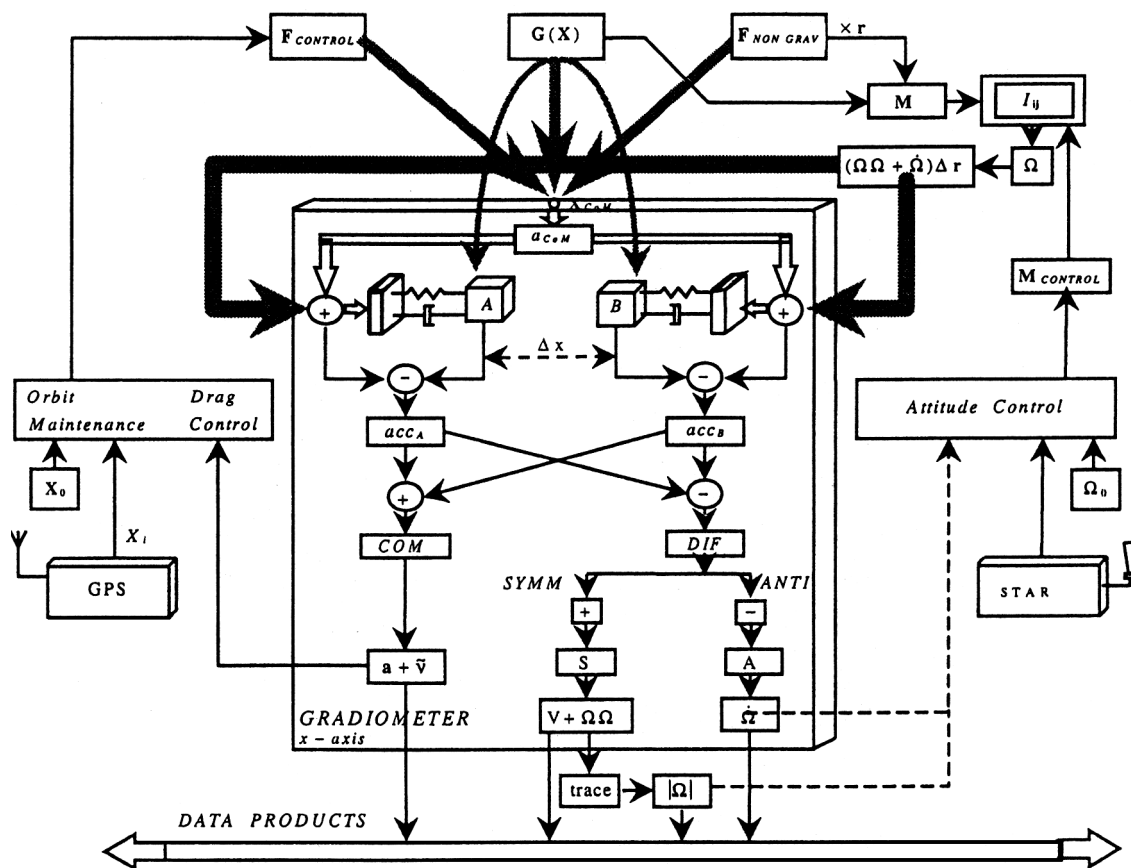 F CONTROL
G(X)
F NON GRAV
× r
M
I ij
(ΩΩ + Ω̇)Δ r
Ω
X CoM
a CoM
M CONTROL
+
A
B
+
Δ x
-
-
Orbit Drag
Maintenance Control
Attitude Control
acc A
acc B
X 0
Ω 0
+
-
X i
COM
DIF
GPS
SYMM
ANTI
STAR
+
-
S
A
a + ṽ
V + ΩΩ
Ω̇
GRADIOMETER
x - axis
trace
|Ω|
DATA PRODUCTS